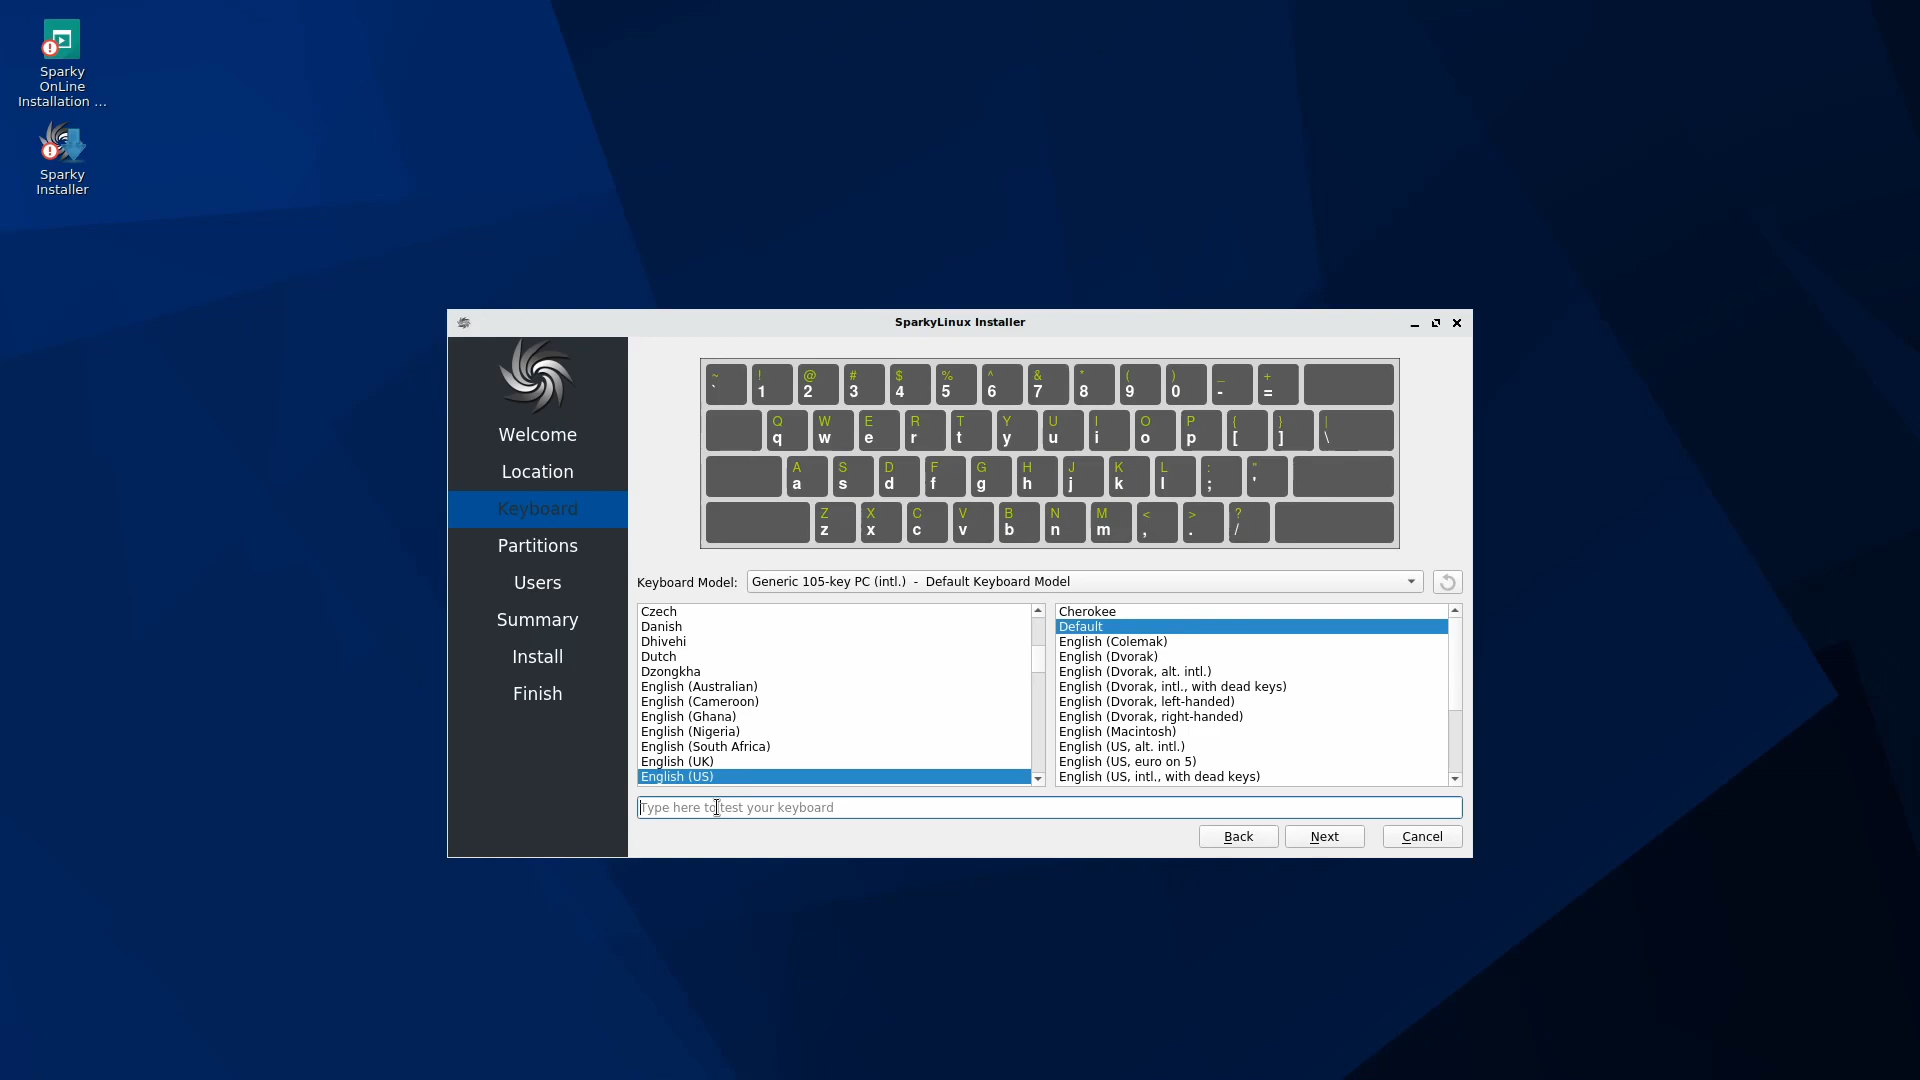 Sparky
OnLine
Installation ...
Sparky
Installer
SparkyLinux Installer
Welcome
Location
Keyboard
Partitions
Users
Summary
Install
Finish
~ ! @ # $ % ^ & * ( ) _ +
` 1 2 3 4 5 6 7 8 9 0 - =
Q W E R T Y U I O P { } |
q w e r t y u i o p [ ] \
A S D F G H J K L : "
a s d f g h j k l ; '
Z X C V B N M < > ?
z x c v b n m , . /
Keyboard Model: Generic 105-key PC (intl.) - Default Keyboard Model
Czech
Danish
Dhivehi
Dutch
Dzongkha
English (Australian)
English (Cameroon)
English (Ghana)
English (Nigeria)
English (South Africa)
English (UK)
English (US)
Cherokee
Default
English (Colemak)
English (Dvorak)
English (Dvorak, alt. intl.)
English (Dvorak, intl., with dead keys)
English (Dvorak, left-handed)
English (Dvorak, right-handed)
English (Macintosh)
English (US, alt. intl.)
English (US, euro on 5)
English (US, intl., with dead keys)
Type here to test your keyboard
Back Next Cancel